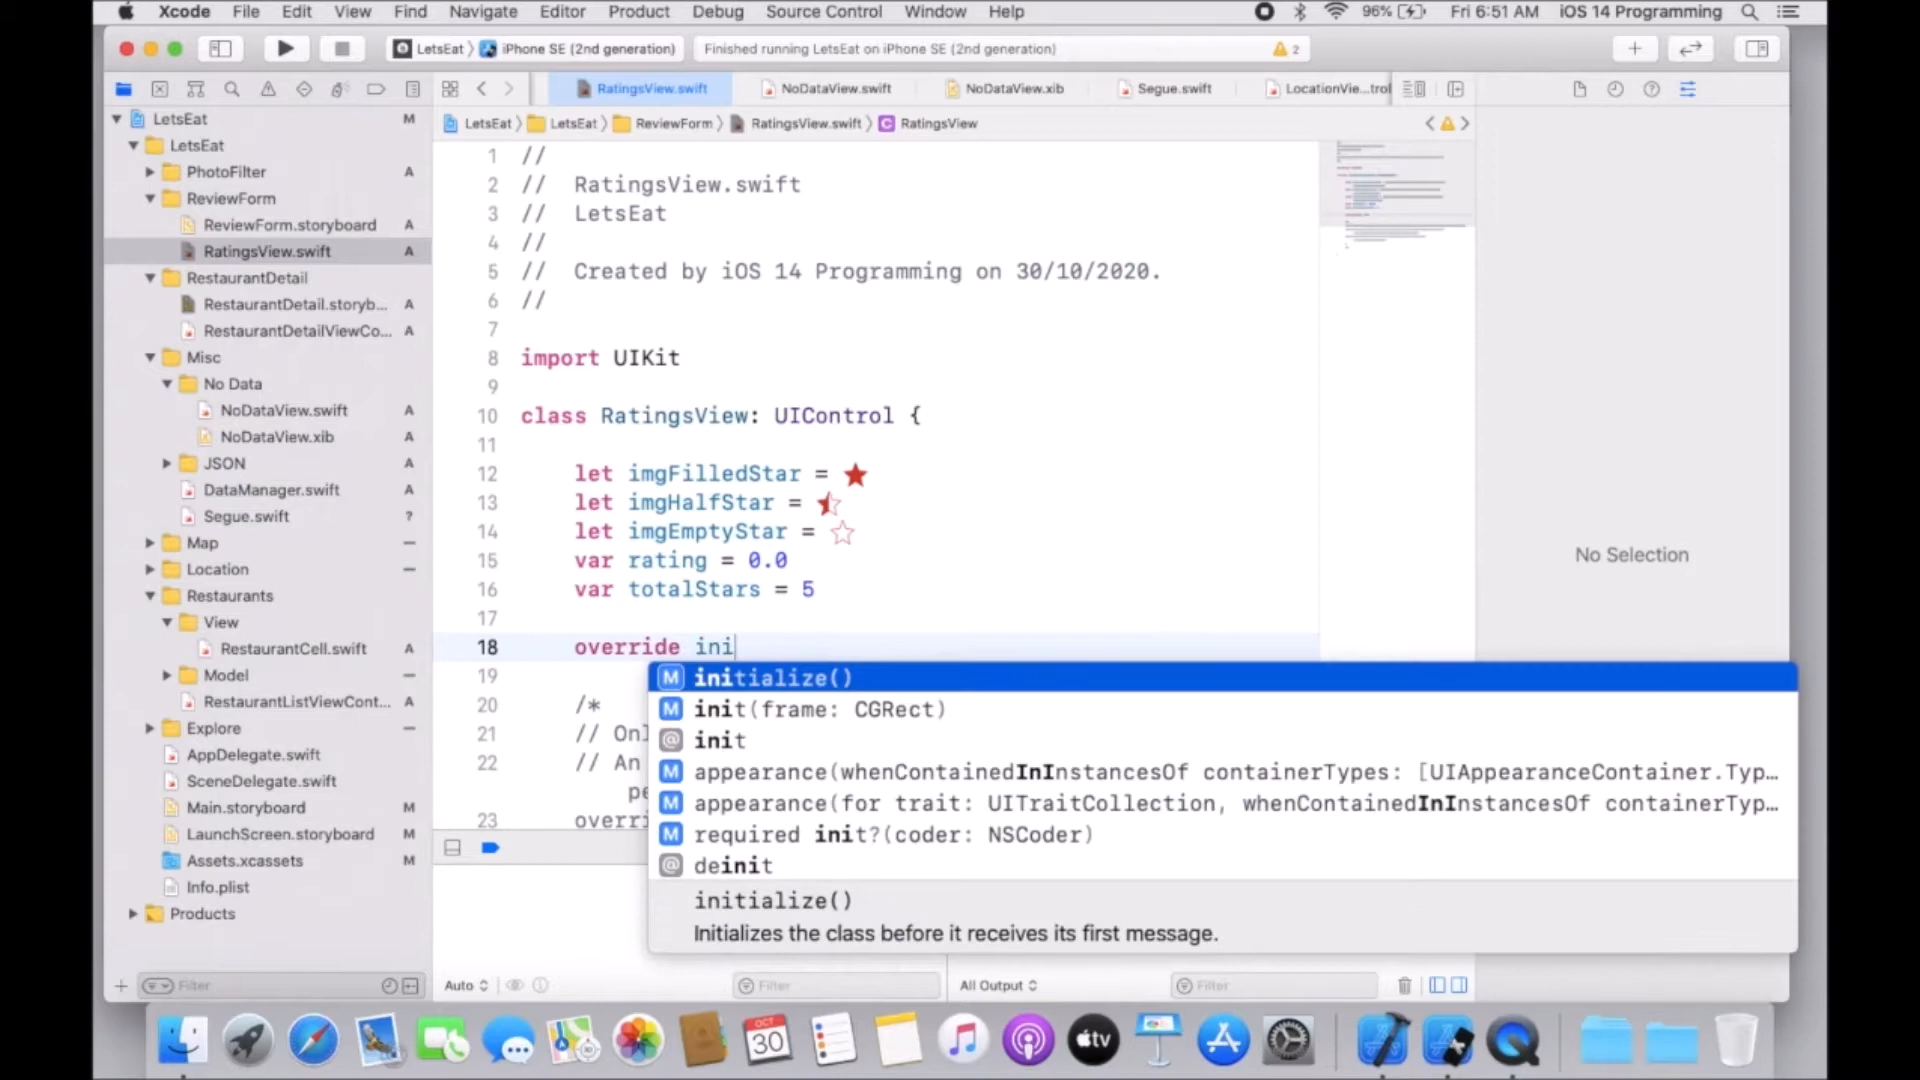 Xcode File Edit View Find Navigate Editor Product Debug Source Control Window Help 96% Fri 6:51 AM iOS 14 Programming
LetsEat iPhone SE (2nd generation) Finished running LetsEat on iPhone SE (2nd generation) 2
RatingsView.swift NoDataView.swift NoDataView.xib Segue.swift LocationVie...trol
LetsEat LetsEat ReviewForm RatingsView.swift RatingsView
LetsEat M
LetsEat
PhotoFilter A
ReviewForm
ReviewForm.storyboard A
RatingsView.swift A
RestaurantDetail
RestaurantDetail.storyb... A
RestaurantDetailViewCo... A
Misc
No Data
NoDataView.swift A
NoDataView.xib A
JSON A
DataManager.swift A
Segue.swift ?
Map
Location
Restaurants
View
RestaurantCell.swift A
Model
RestaurantListViewCont... A
Explore
AppDelegate.swift
SceneDelegate.swift
Main.storyboard M
LaunchScreen.storyboard M
Assets.xcassets M
Info.plist
Products
Filter
1 //
2 // RatingsView.swift
3 // LetsEat
4 //
5 // Created by iOS 14 Programming on 30/10/2020.
6 //
7
8 import UIKit
9
10 class RatingsView: UIControl {
11
12 let imgFilledStar = ★
13 let imgHalfStar =
14 let imgEmptyStar = ☆
15 var rating = 0.0
16 var totalStars = 5
17
18 override ini
19
20 /*
21 // Onl
22 // An
pe
23 overri
initialize()
init(frame: CGRect)
init
appearance(whenContainedInInstancesOf containerTypes: [UIAppearanceContainer.Typ...
appearance(for trait: UITraitCollection, whenContainedInInstancesOf containerTyp...
required init?(coder: NSCoder)
deinit
initialize()
Initializes the class before it receives its first message.
Auto Filter All Output Filter
No Selection
OCT
30
tv